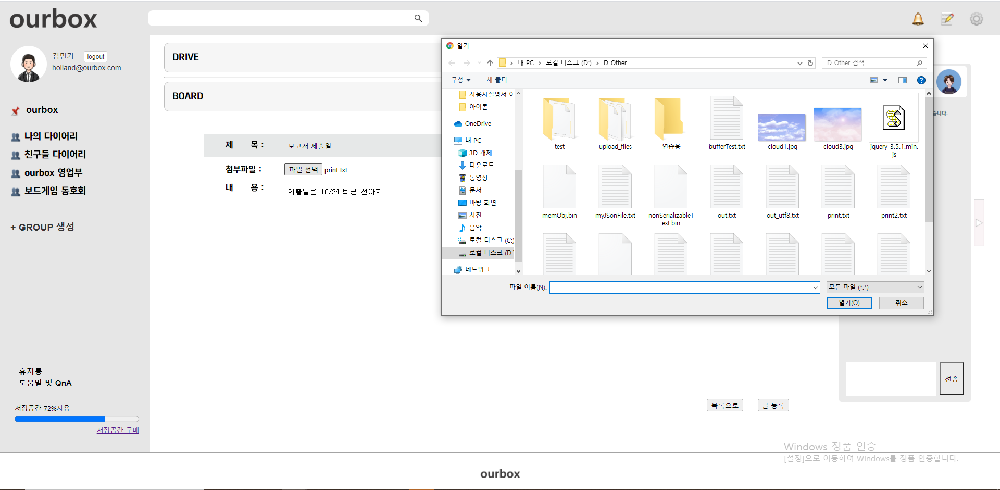 ourbox
김민기
logout
holland@ourbox.com
ourbox
나의 다이어리
친구들 다이어리
ourbox 영업부
보드게임 동호회
+ GROUP 생성
휴지통
도움말 및 QnA
저장공간 72%사용
저장공간 구매
DRIVE
BOARD
제 목 :
보고서 제출일
첨부파일 :
파일 선택 print.txt
내 용 :
제출일은 10/24 퇴근 전까지
목록으로
글 등록
열기
내 PC
로컬 디스크 (D:)
D_Other
D_Other 검색
구성
새 폴더
사용자설명서 이
아이콘
OneDrive
내 PC
3D 개체
다운로드
동영상
문서
바탕 화면
사진
음악
로컬 디스크 (C:)
로컬 디스크 (D:)
네트워크
test
upload_files
연습용
bufferTest.txt
cloud1.jpg
cloud3.jpg
jquery-3.5.1.min.
js
memObj.bin
myJSonFile.txt
nonSerializableT
est.bin
out.txt
out_utf8.txt
print.txt
print2.txt
파일 이름(N):
모든 파일 (*.*)
열기(O)
취소
습니다.
전송
Windows 정품 인증
[설정]으로 이동하여 Windows를 정품 인증합니다.
ourbox